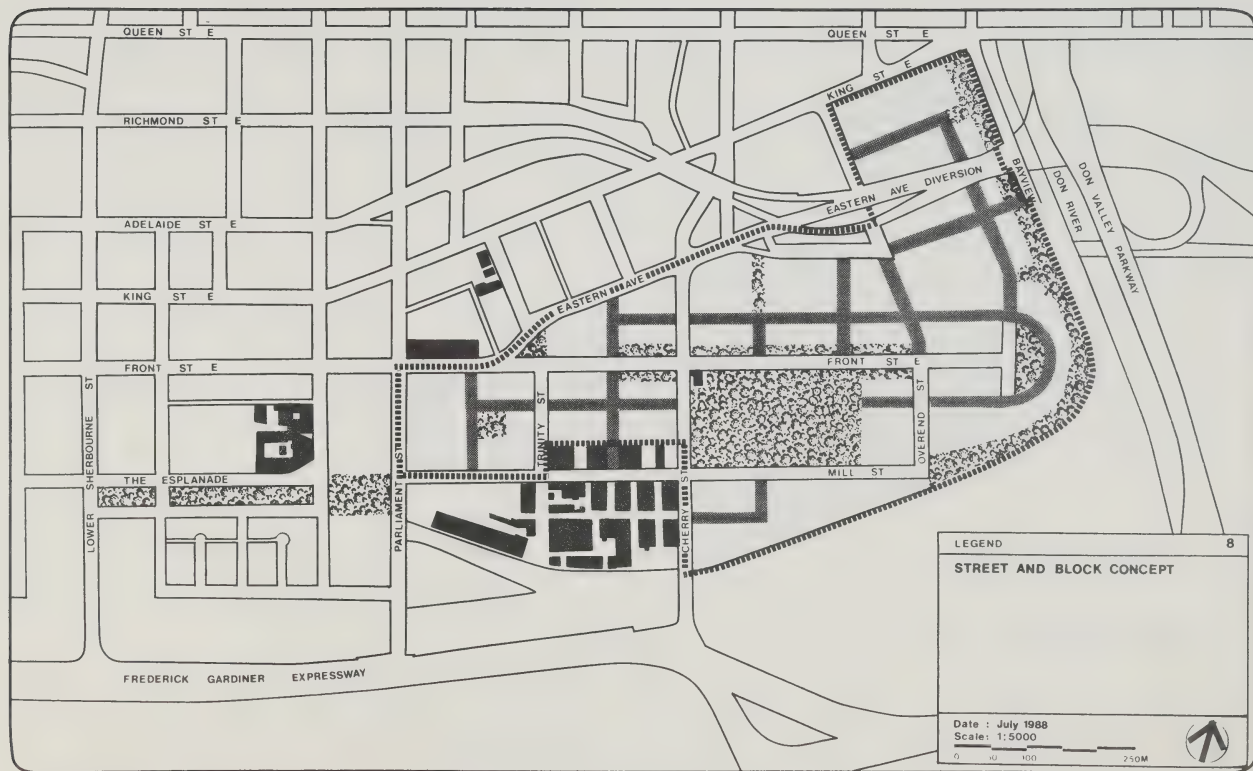 QUEEN ST E
QUEEN ST E
KING ST E
RICHMOND ST E
BAYVIEW
DON RIVER
DON VALLEY PARKWAY
EASTERN AVE DIVERSION
ADELAIDE ST E
KING ST E
EASTERN AVE
FRONT ST E
FRONT ST E
LOWER SHERBOURNE ST
TRINITY ST
OVEREND ST
THE ESPLANADE
MILL ST
PARLIAMENT ST
CHERRY ST
FREDERICK GARDINER EXPRESSWAY
LEGEND 8
STREET AND BLOCK CONCEPT
Date : July 1988
Scale: 1:5000
0 100 250M